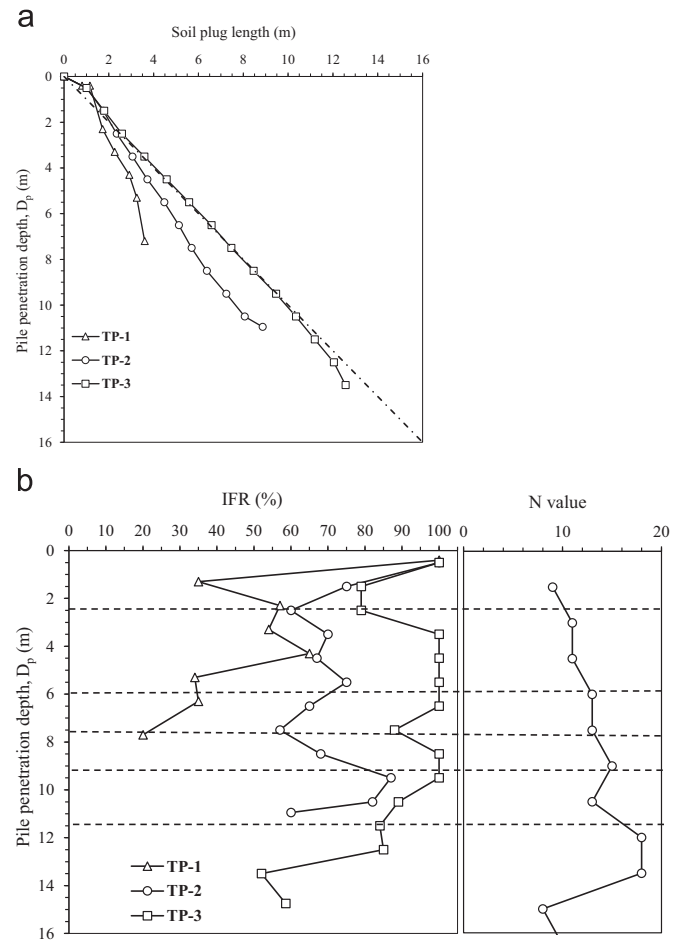 a
Soil plug length (m)
0 2 4 6 8 10 12 14 16
Pile penetration depth, Dp (m)
0
2
4
6
8
10
12
14
16
TP-1
TP-2
TP-3
b
IFR (%)
N value
0 10 20 30 40 50 60 70 80 90 100
0 10 20
Pile penetration depth, Dp (m)
0
2
4
6
8
10
12
14
16
TP-1
TP-2
TP-3